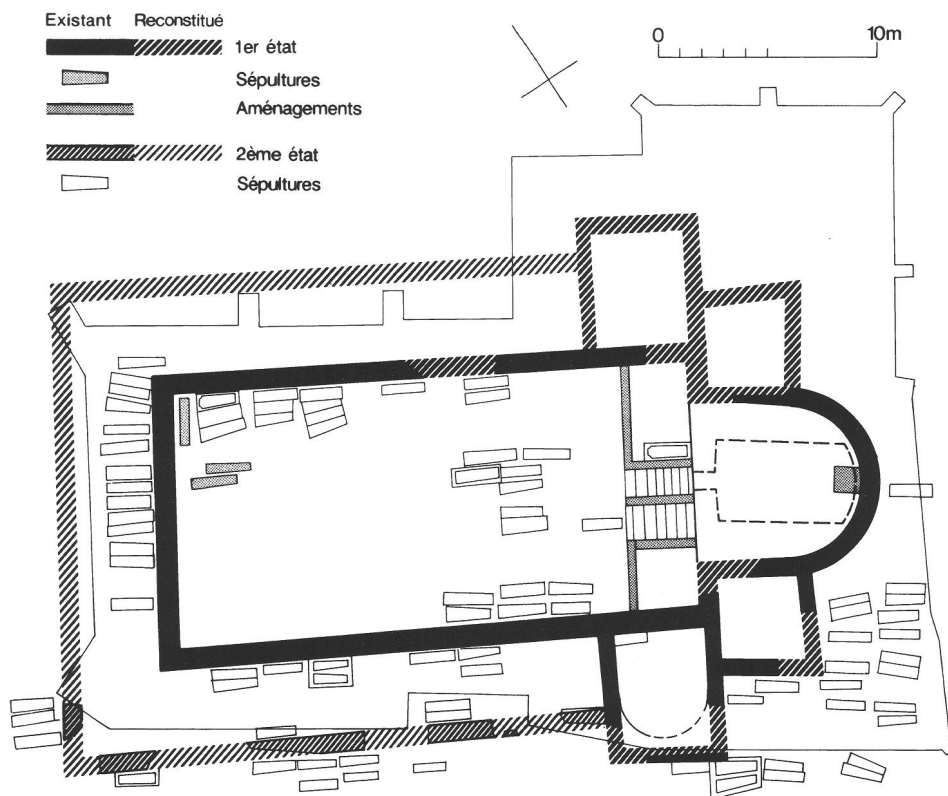 Existant Reconstitué
1er état
Sépultures
Aménagements
2ème état
Sépultures
0 10m